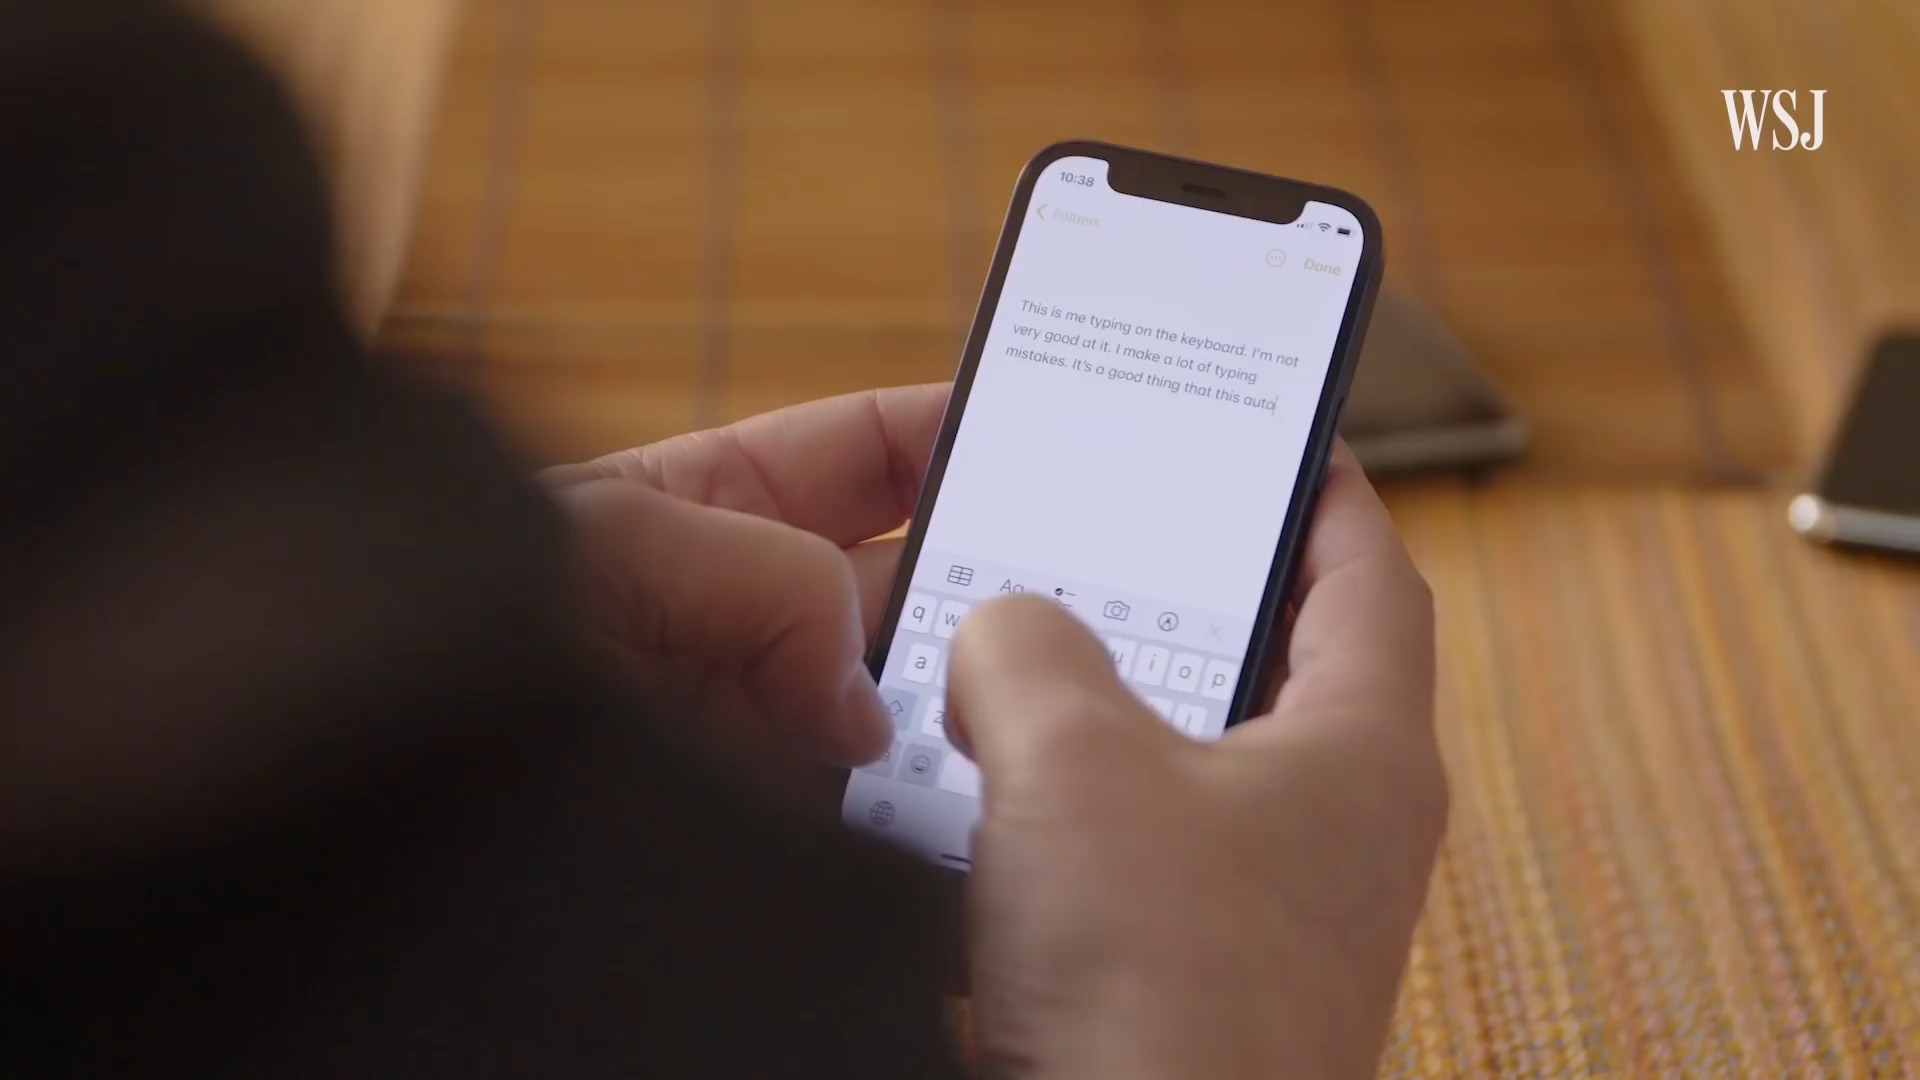 WSJ
10:38
Folders
Done
This is me typing on the keyboard. I'm not
very good at it. I make a lot of typing
mistakes. It's a good thing that this auto
Aa
q w u i o p
a
z